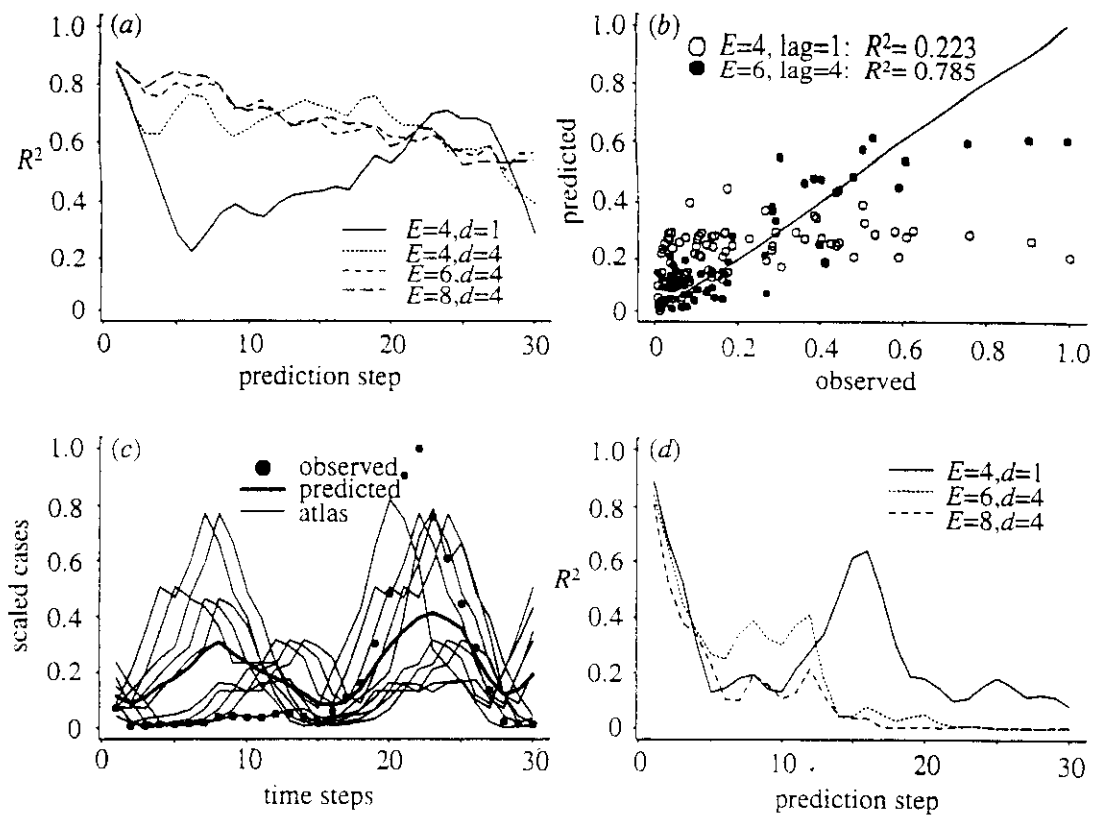 (a)
1.0
0.8
0.6
R²
0.4
0.2
0
E=4,d=1
E=4,d=4
E=6,d=4
E=8,d=4
0
10
20
30
prediction step
(b)
1.0
0.8
0.6
0.4
0.2
0
predicted
E=4, lag=1: R²= 0.223
E=6, lag=4: R²= 0.785
0
0.2
0.4
0.6
0.8
1.0
observed
(c)
1.0
0.8
0.6
0.4
0.2
0
scaled cases
observed
predicted
atlas
0
10
20
30
time steps
(d)
1.0
0.8
0.6
R²
0.4
0.2
0
E=4,d=1
E=6,d=4
E=8,d=4
0
10
20
30
prediction step